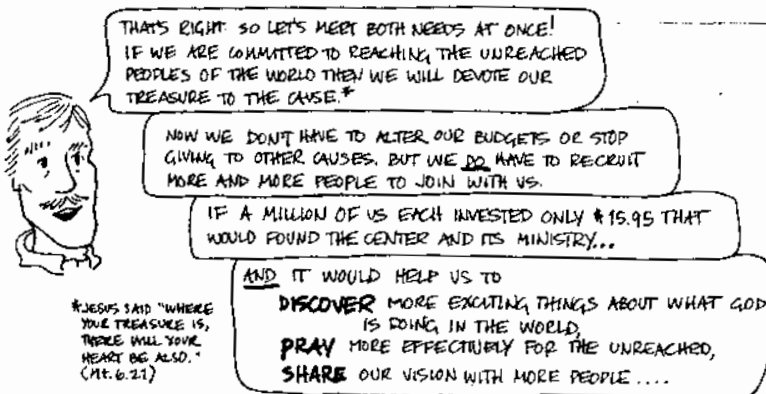 THAT'S RIGHT. SO LET'S MEET BOTH NEEDS AT ONCE!
IF WE ARE COMMITTED TO REACHING THE UNREACHED
PEOPLES OF THE WORLD THEN WE WILL DEVOTE OUR
TREASURE TO THE CAUSE.*
NOW WE DON'T HAVE TO ALTER OUR BUDGETS OR STOP
GIVING TO OTHER CAUSES. BUT WE DO HAVE TO RECRUIT
MORE AND MORE PEOPLE TO JOIN WITH US.
IF A MILLION OF US EACH INVESTED ONLY $15.95 THAT
WOULD FOUND THE CENTER AND ITS MINISTRY...
AND IT WOULD HELP US TO
DISCOVER MORE EXCITING THINGS ABOUT WHAT GOD
IS DOING IN THE WORLD,
PRAY MORE EFFECTIVELY FOR THE UNREACHED,
SHARE OUR VISION WITH MORE PEOPLE....
*JESUS SAID "WHERE
YOUR TREASURE IS,
THERE WILL YOUR
HEART BE ALSO."
(Mt. 6.21)